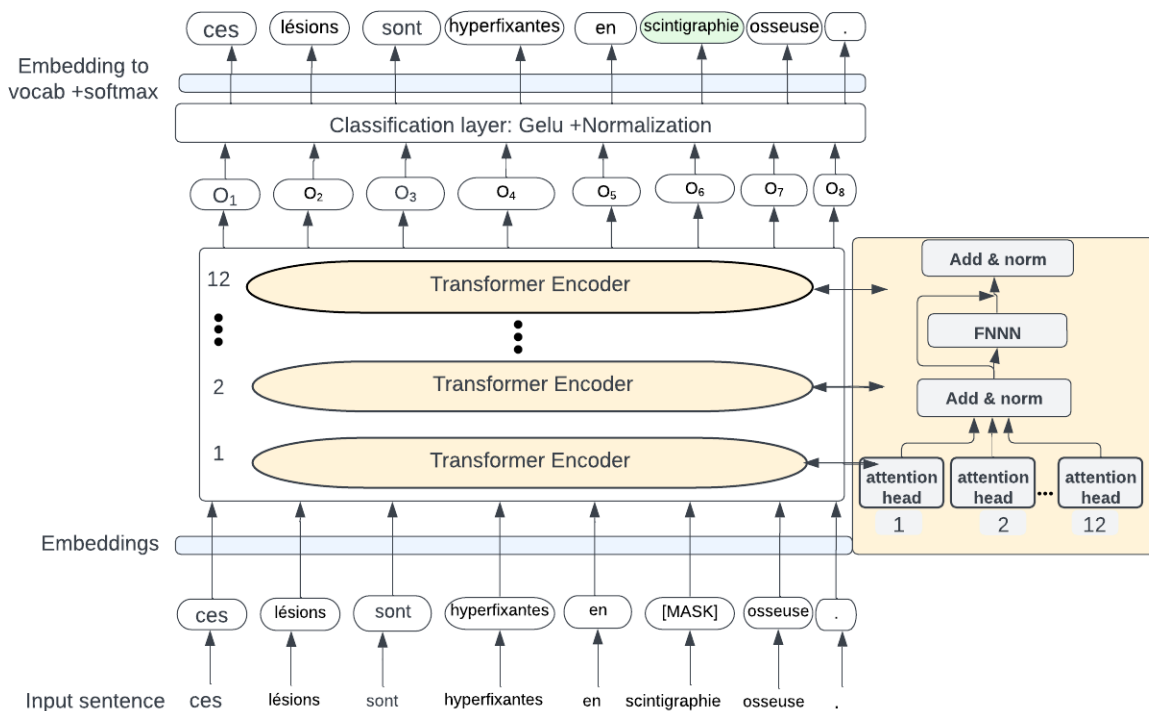 ces lésions sont hyperfixantes en scintigraphie osseuse .
Embedding to
vocab +softmax
Classification layer: Gelu +Normalization
O₁ O₂ O₃ O₄ O₅ O₆ O₇ O₈
12 Transformer Encoder
2 Transformer Encoder
1 Transformer Encoder
Add & norm
FNNN
Add & norm
attention head attention head ... attention head
1 2 12
Embeddings
ces lésions sont hyperfixantes en [MASK] osseuse .
Input sentence ces lésions sont hyperfixantes en scintigraphie osseuse .